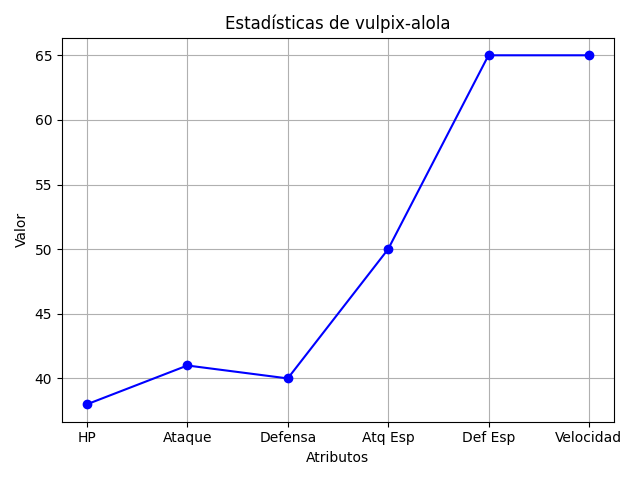 Estadísticas de vulpix-alola
65
60
55
50
45
40
Valor
HP Ataque Defensa Atq Esp Def Esp Velocidad
Atributos